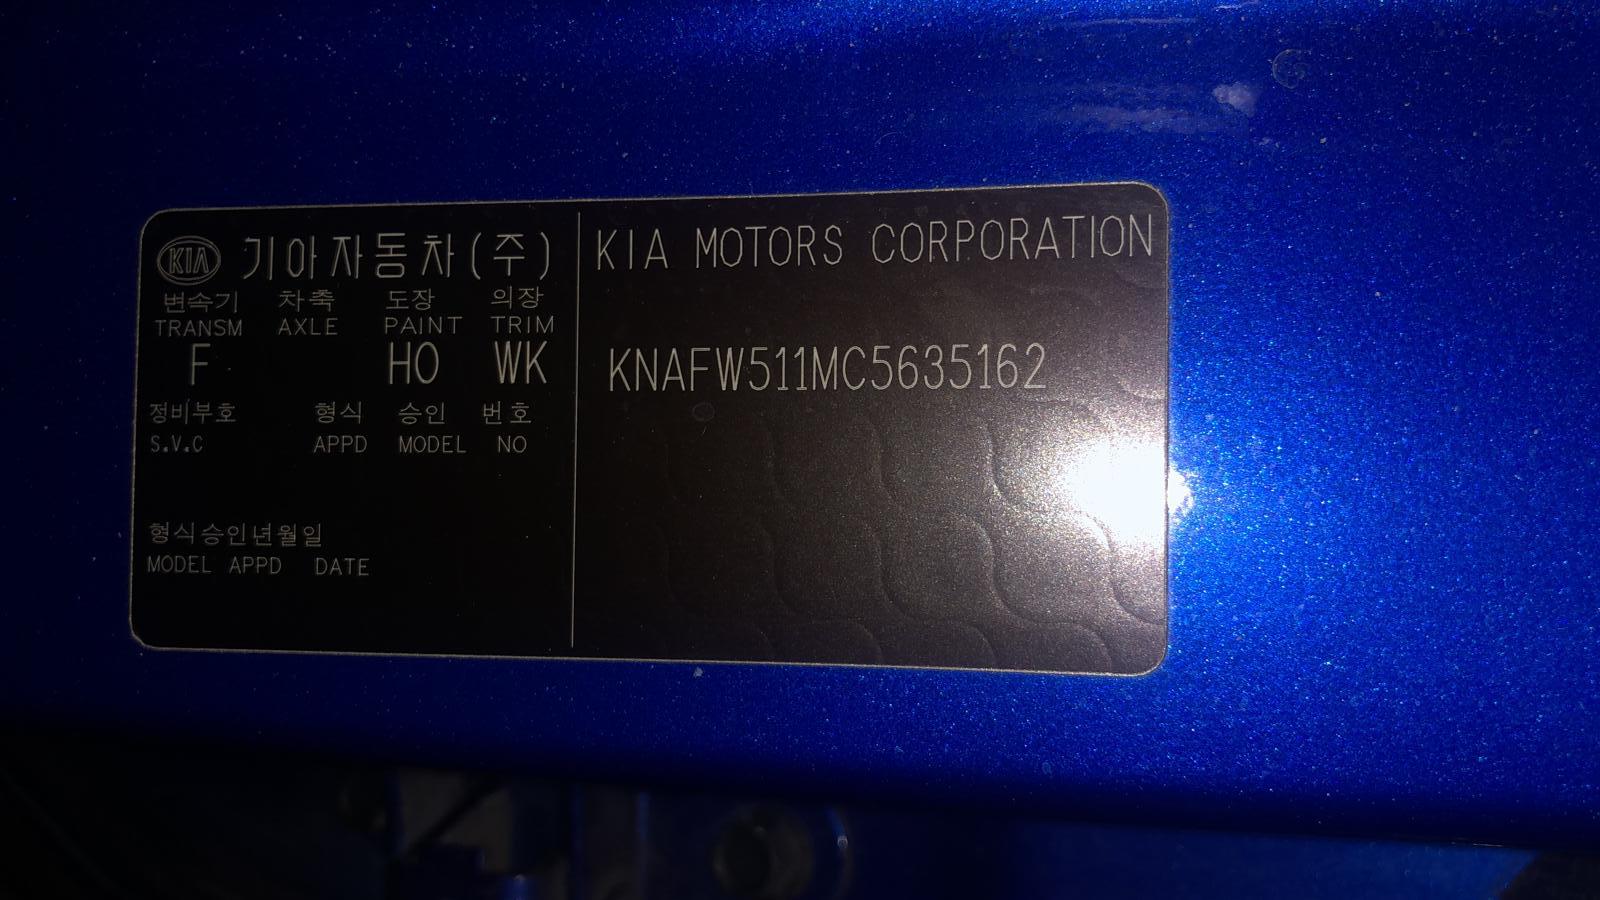 KIA 기아자동차(주)
변속기 차축 도장 의장
TRANSM AXLE PAINT TRIM
F HO WK
정비부호 형식 승인 번호
S.V.C APPD MODEL NO
형식승인년월일
MODEL APPD DATE
KIA MOTORS CORPORATION
KNAFW511MC5635162